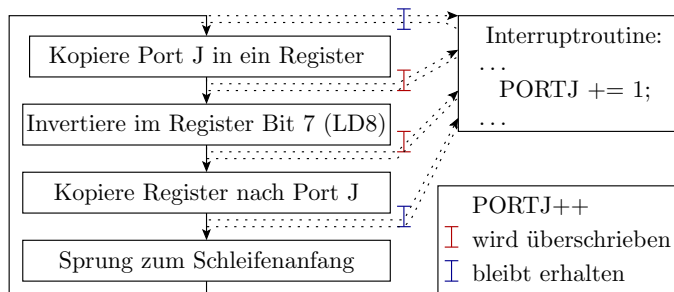 Kopiere Port J in ein Register
Invertiere im Register Bit 7 (LD8)
Kopiere Register nach Port J
Sprung zum Schleifenanfang
Interruptroutine:
...
PORTJ += 1;
...
PORTJ++
wird überschrieben
bleibt erhalten